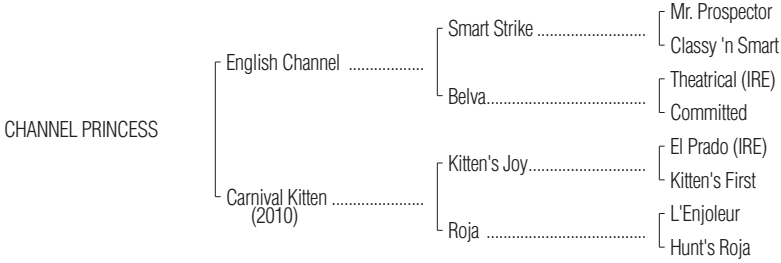 Mr. Prospector
Smart Strike ..........................
Classy 'n Smart
English Channel ..................
Theatrical (IRE)
Belva......................................
Committed
CHANNEL PRINCESS
El Prado (IRE)
Kitten's Joy............................
Kitten's First
Carnival Kitten ......................
(2010)
L'Enjoleur
Roja ......................................
Hunt's Roja